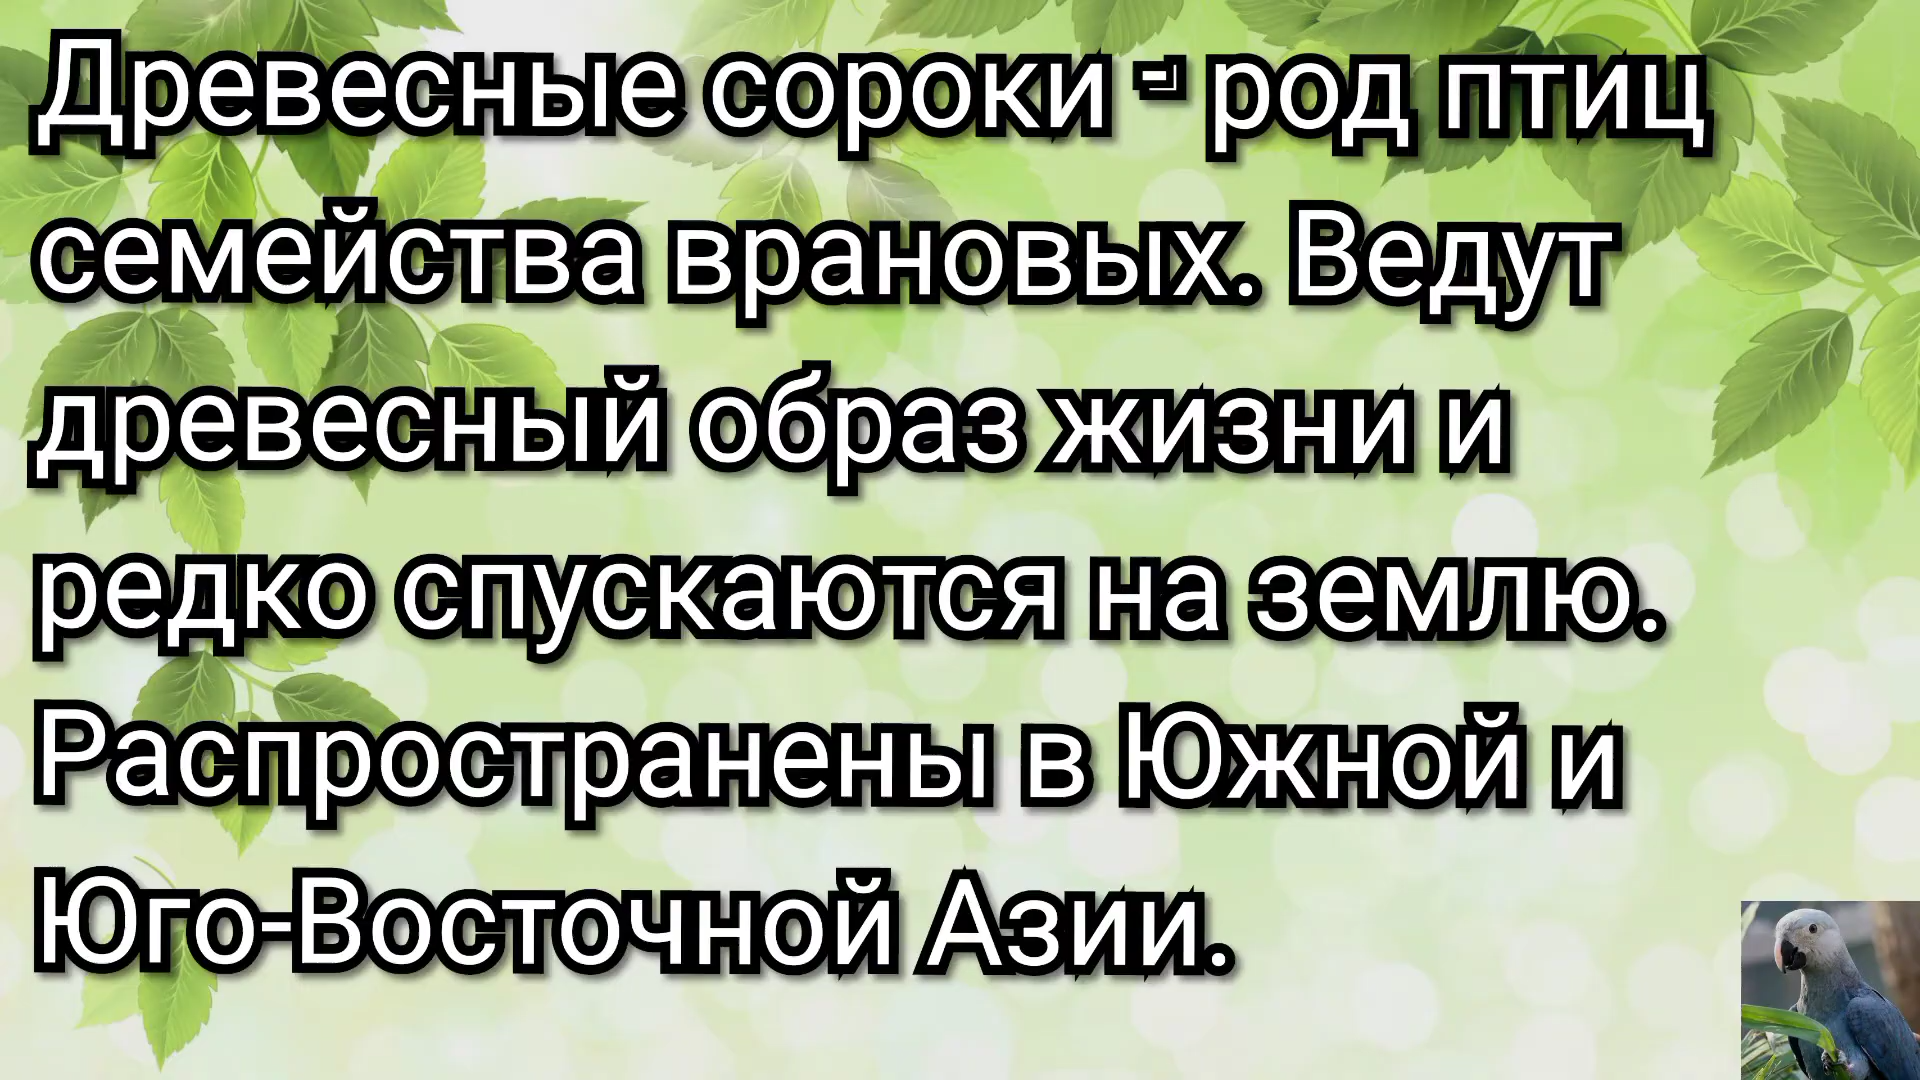 Древесные сороки - род птиц
семейства врановых. Ведут
древесный образ жизни и
редко спускаются на землю.
Распространены в Южной и
Юго-Восточной Азии.